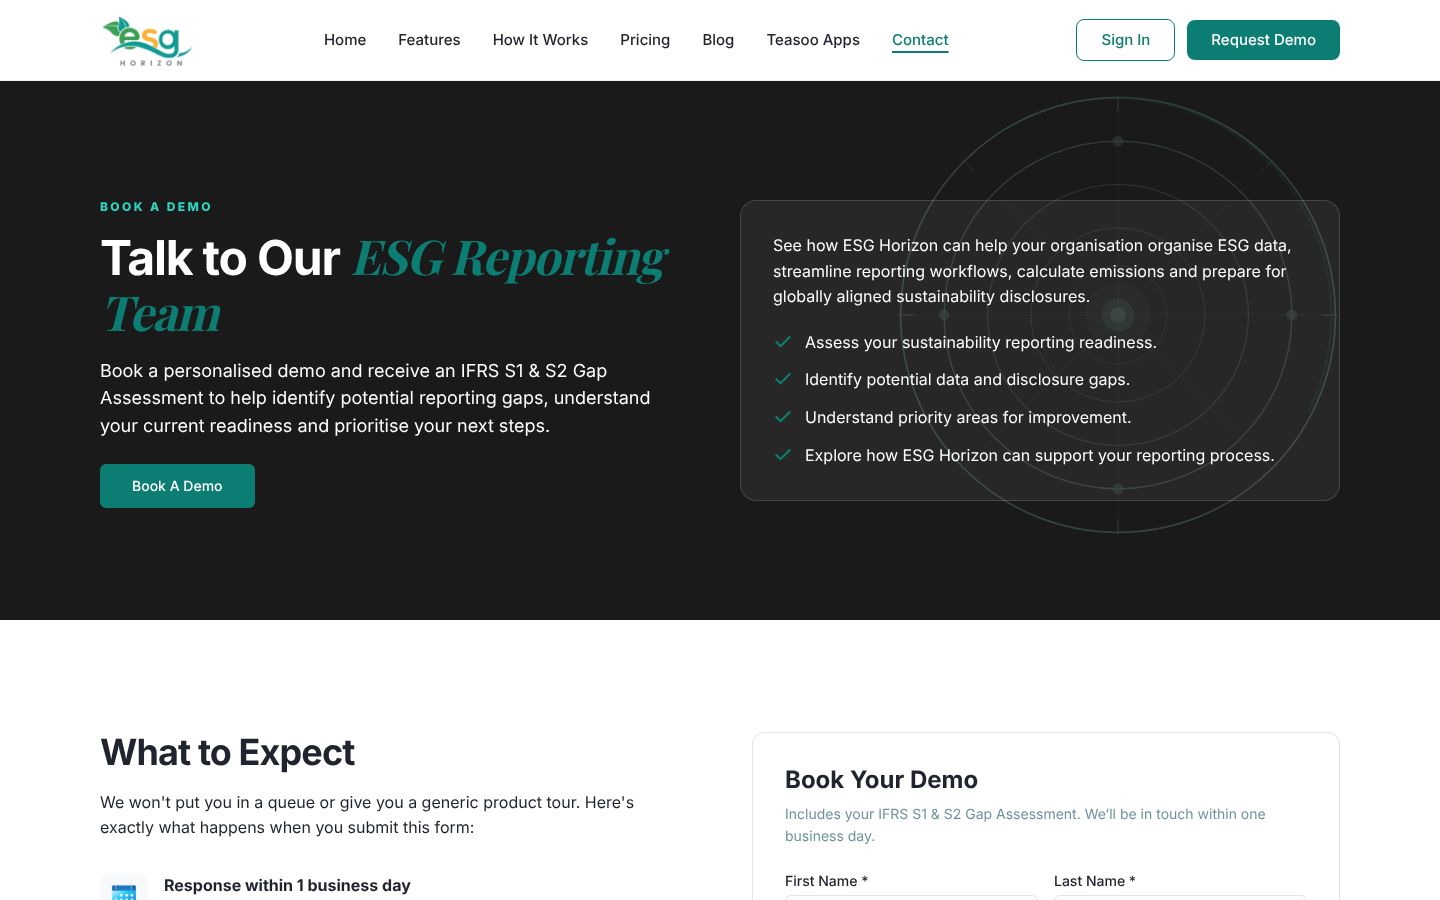 esg
HORIZON
Home
Features
How It Works
Pricing
Blog
Teasoo Apps
Contact
Sign In
Request Demo
BOOK A DEMO
Talk to Our ESG Reporting
Team
Book a personalised demo and receive an IFRS S1 & S2 Gap
Assessment to help identify potential reporting gaps, understand
your current readiness and prioritise your next steps.
Book A Demo
See how ESG Horizon can help your organisation organise ESG data,
streamline reporting workflows, calculate emissions and prepare for
globally aligned sustainability disclosures.
Assess your sustainability reporting readiness.
Identify potential data and disclosure gaps.
Understand priority areas for improvement.
Explore how ESG Horizon can support your reporting process.
What to Expect
We won't put you in a queue or give you a generic product tour. Here's
exactly what happens when you submit this form:
Response within 1 business day
Book Your Demo
Includes your IFRS S1 & S2 Gap Assessment. We’ll be in touch within one
business day.
First Name *
Last Name *